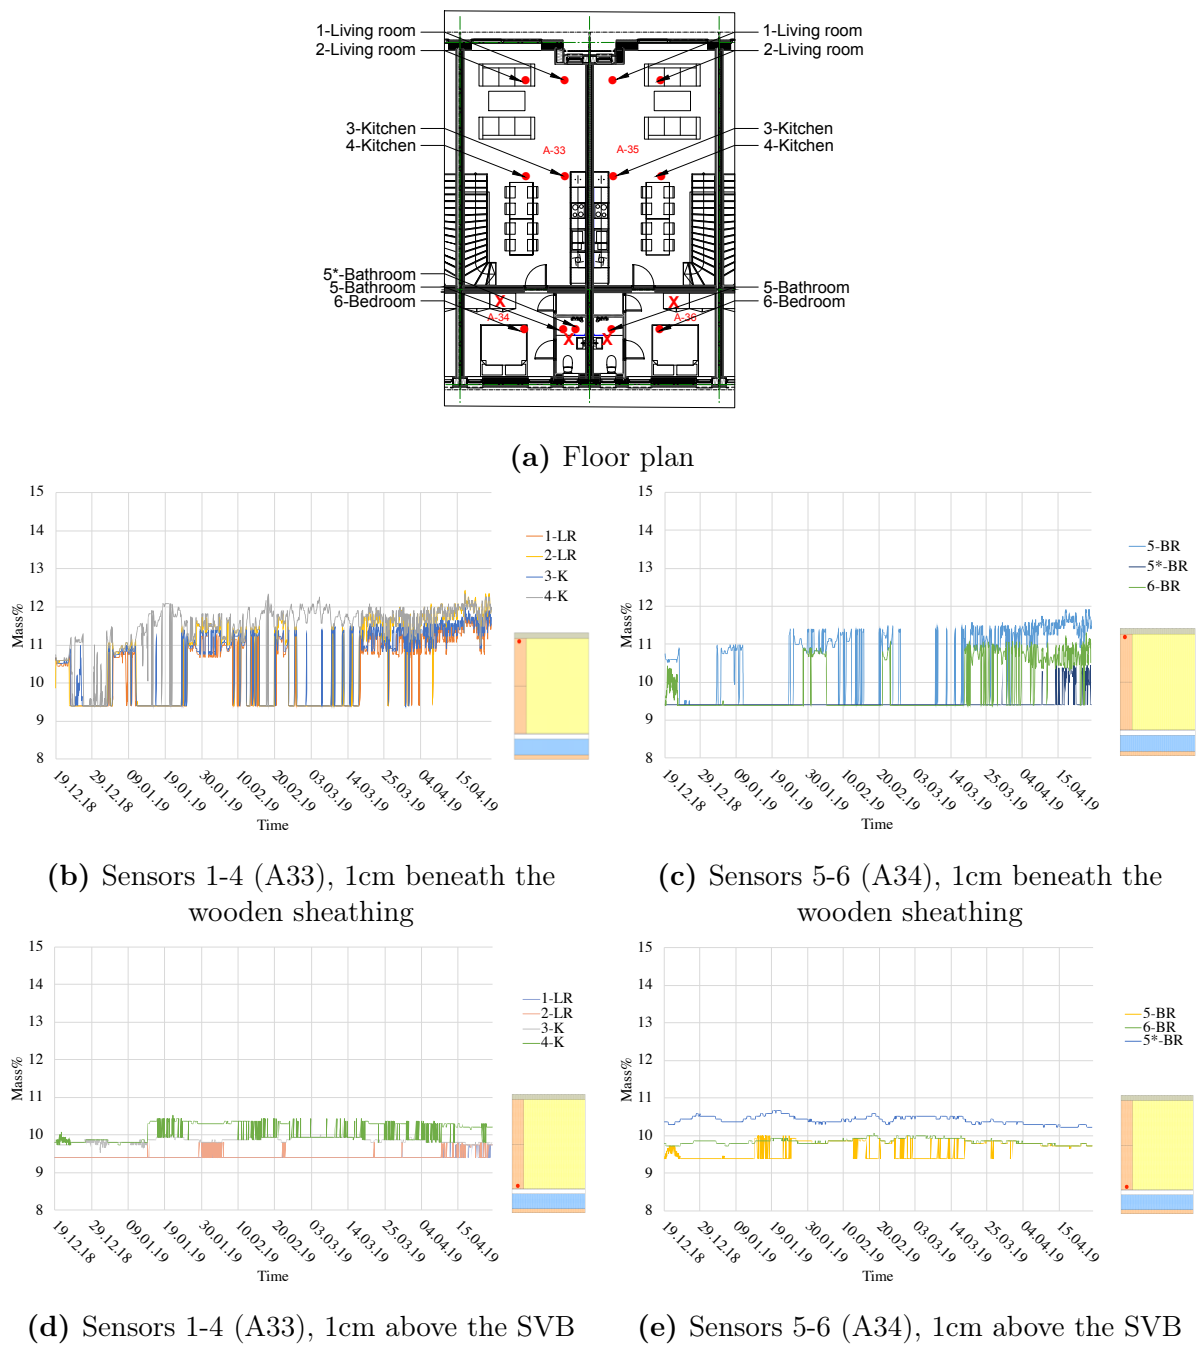 1-Living room
2-Living room
1-Living room
2-Living room
3-Kitchen
4-Kitchen
3-Kitchen
4-Kitchen
A-33
A-35
5*-Bathroom
5-Bathroom
6-Bedroom
5-Bathroom
6-Bedroom
X
X
A-34
A-36
X
X
(a) Floor plan
15
14
13
12
11
10
9
8
Mass%
19.12.18
29.12.18
09.01.19
19.01.19
30.01.19
10.02.19
20.02.19
03.03.19
14.03.19
25.03.19
04.04.19
15.04.19
Time
1-LR
2-LR
3-K
4-K
15
14
13
12
11
10
9
8
Mass%
19.12.18
29.12.18
09.01.19
19.01.19
30.01.19
10.02.19
20.02.19
03.03.19
14.03.19
25.03.19
04.04.19
15.04.19
Time
5-BR
5*-BR
6-BR
(b) Sensors 1-4 (A33), 1cm beneath the
wooden sheathing
(c) Sensors 5-6 (A34), 1cm beneath the
wooden sheathing
15
14
13
12
11
10
9
8
Mass%
19.12.18
29.12.18
09.01.19
19.01.19
30.01.19
10.02.19
20.02.19
03.03.19
14.03.19
25.03.19
04.04.19
15.04.19
Time
1-LR
2-LR
3-K
4-K
15
14
13
12
11
10
9
8
Mass%
19.12.18
29.12.18
09.01.19
19.01.19
30.01.19
10.02.19
20.02.19
03.03.19
14.03.19
25.03.19
04.04.19
15.04.19
Time
5-BR
6-BR
5*-BR
(d) Sensors 1-4 (A33), 1cm above the SVB
(e) Sensors 5-6 (A34), 1cm above the SVB